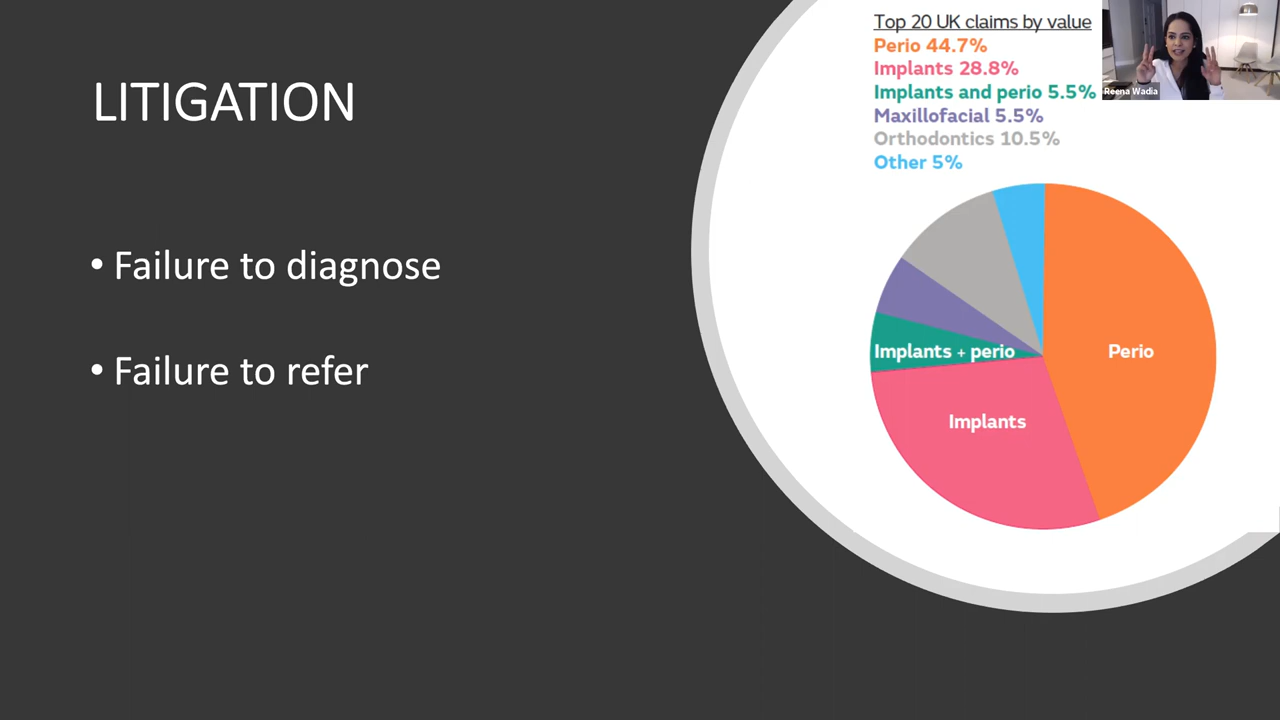 LITIGATION
• Failure to diagnose
• Failure to refer
Top 20 UK claims by value
Perio 44.7%
Implants 28.8%
Implants and perio 5.5%
Maxillofacial 5.5%
Orthodontics 10.5%
Other 5%
Implants + perio
Perio
Implants
Reena Wadia